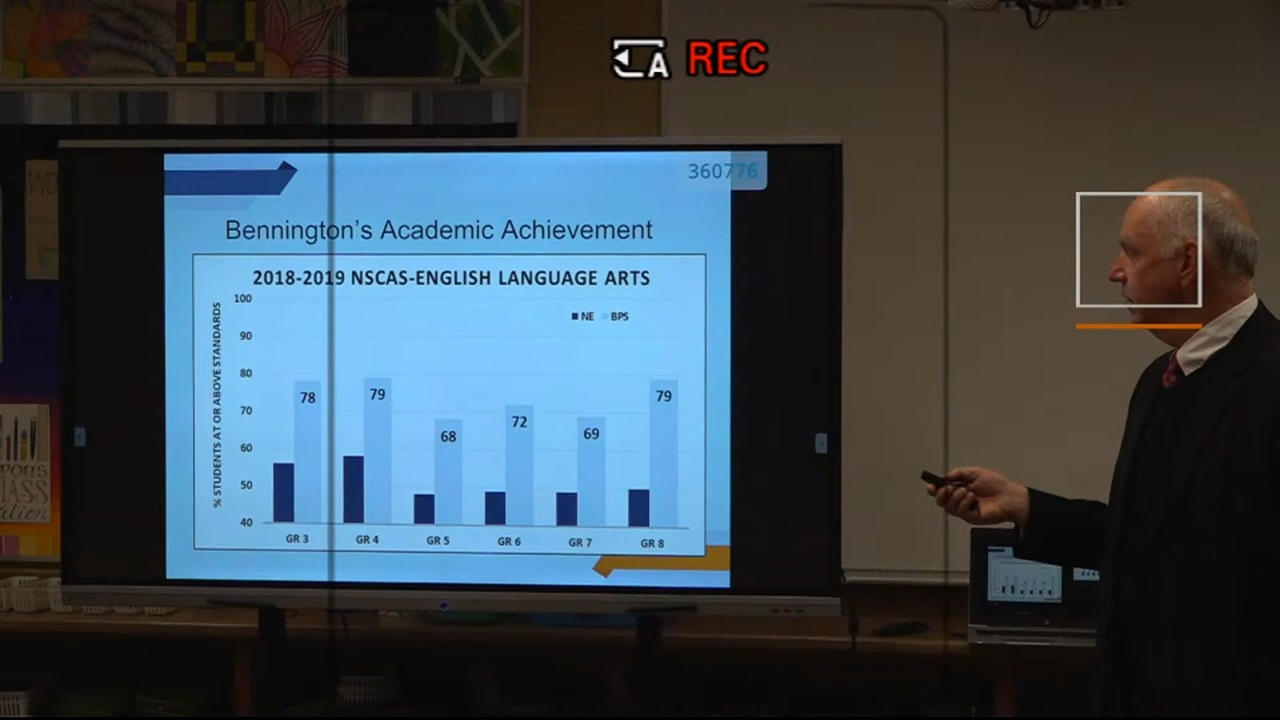 A REC
360776
Bennington's Academic Achievement
2018-2019 NSCAS-ENGLISH LANGUAGE ARTS
% STUDENTS AT OR ABOVE STANDARDS
100
90
80
70
60
50
40
NE BPS
78
79
68
72
69
79
GR 3 GR 4 GR 5 GR 6 GR 7 GR 8